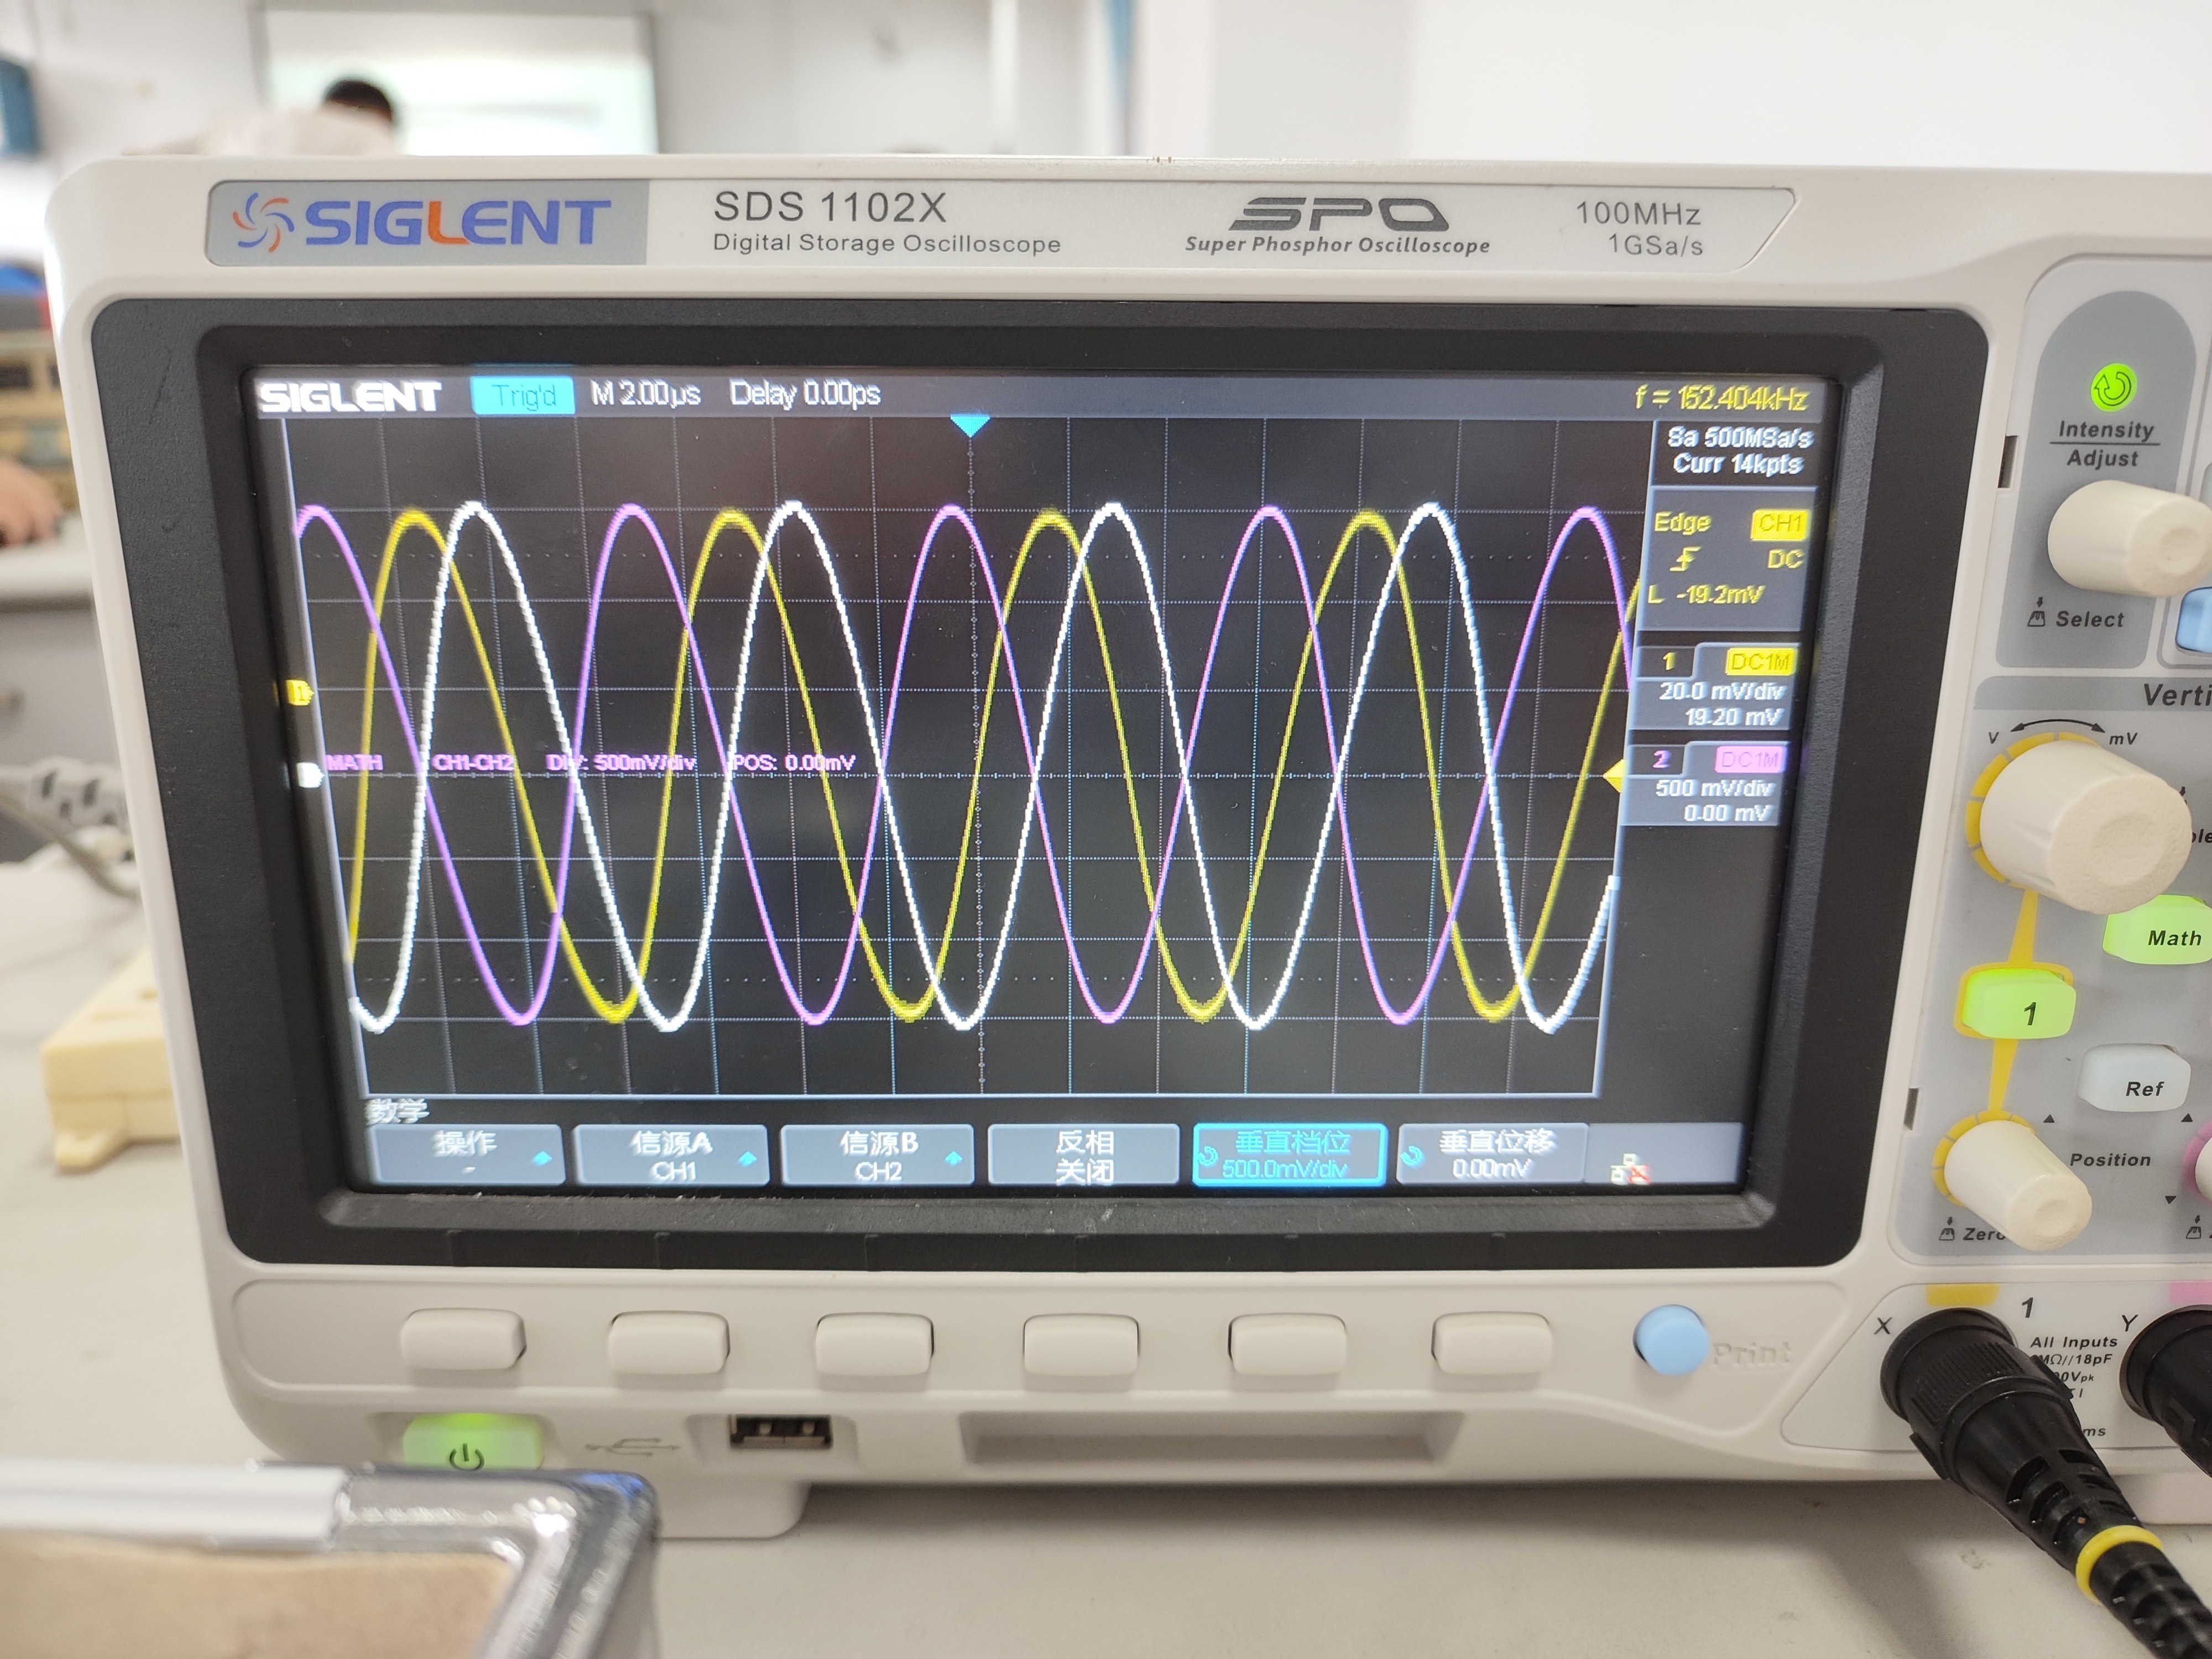 SIGLENT
SDS 1102X
Digital Storage Oscilloscope
SPO
Super Phosphor Oscilloscope
100MHz
1GSa/s
SIGLENT Trig'd M 2.00µs Delay 0.00ps f = 152.404kHz
Sa 500MSa/s
Curr 14kpts
Edge CH1
DC
L -19.2mV
1 DC1M
20.0 mV/div
19.20 mV
2 DC1M
500 mV/div
0.00 mV
1
MATH CH1-CH2 DIV: 500mV/div POS: 0.00mV
数学
操作
-
信源A
CH1
信源B
CH2
反相
关闭
垂直档位
500.0mV/div
垂直位移
0.00mV
Intensity
Adjust
Select
Verti
V mV
Math
1
Ref
Position
Zero
Print
X
1
Y
All Inputs
MΩ//18pF
00Vpk